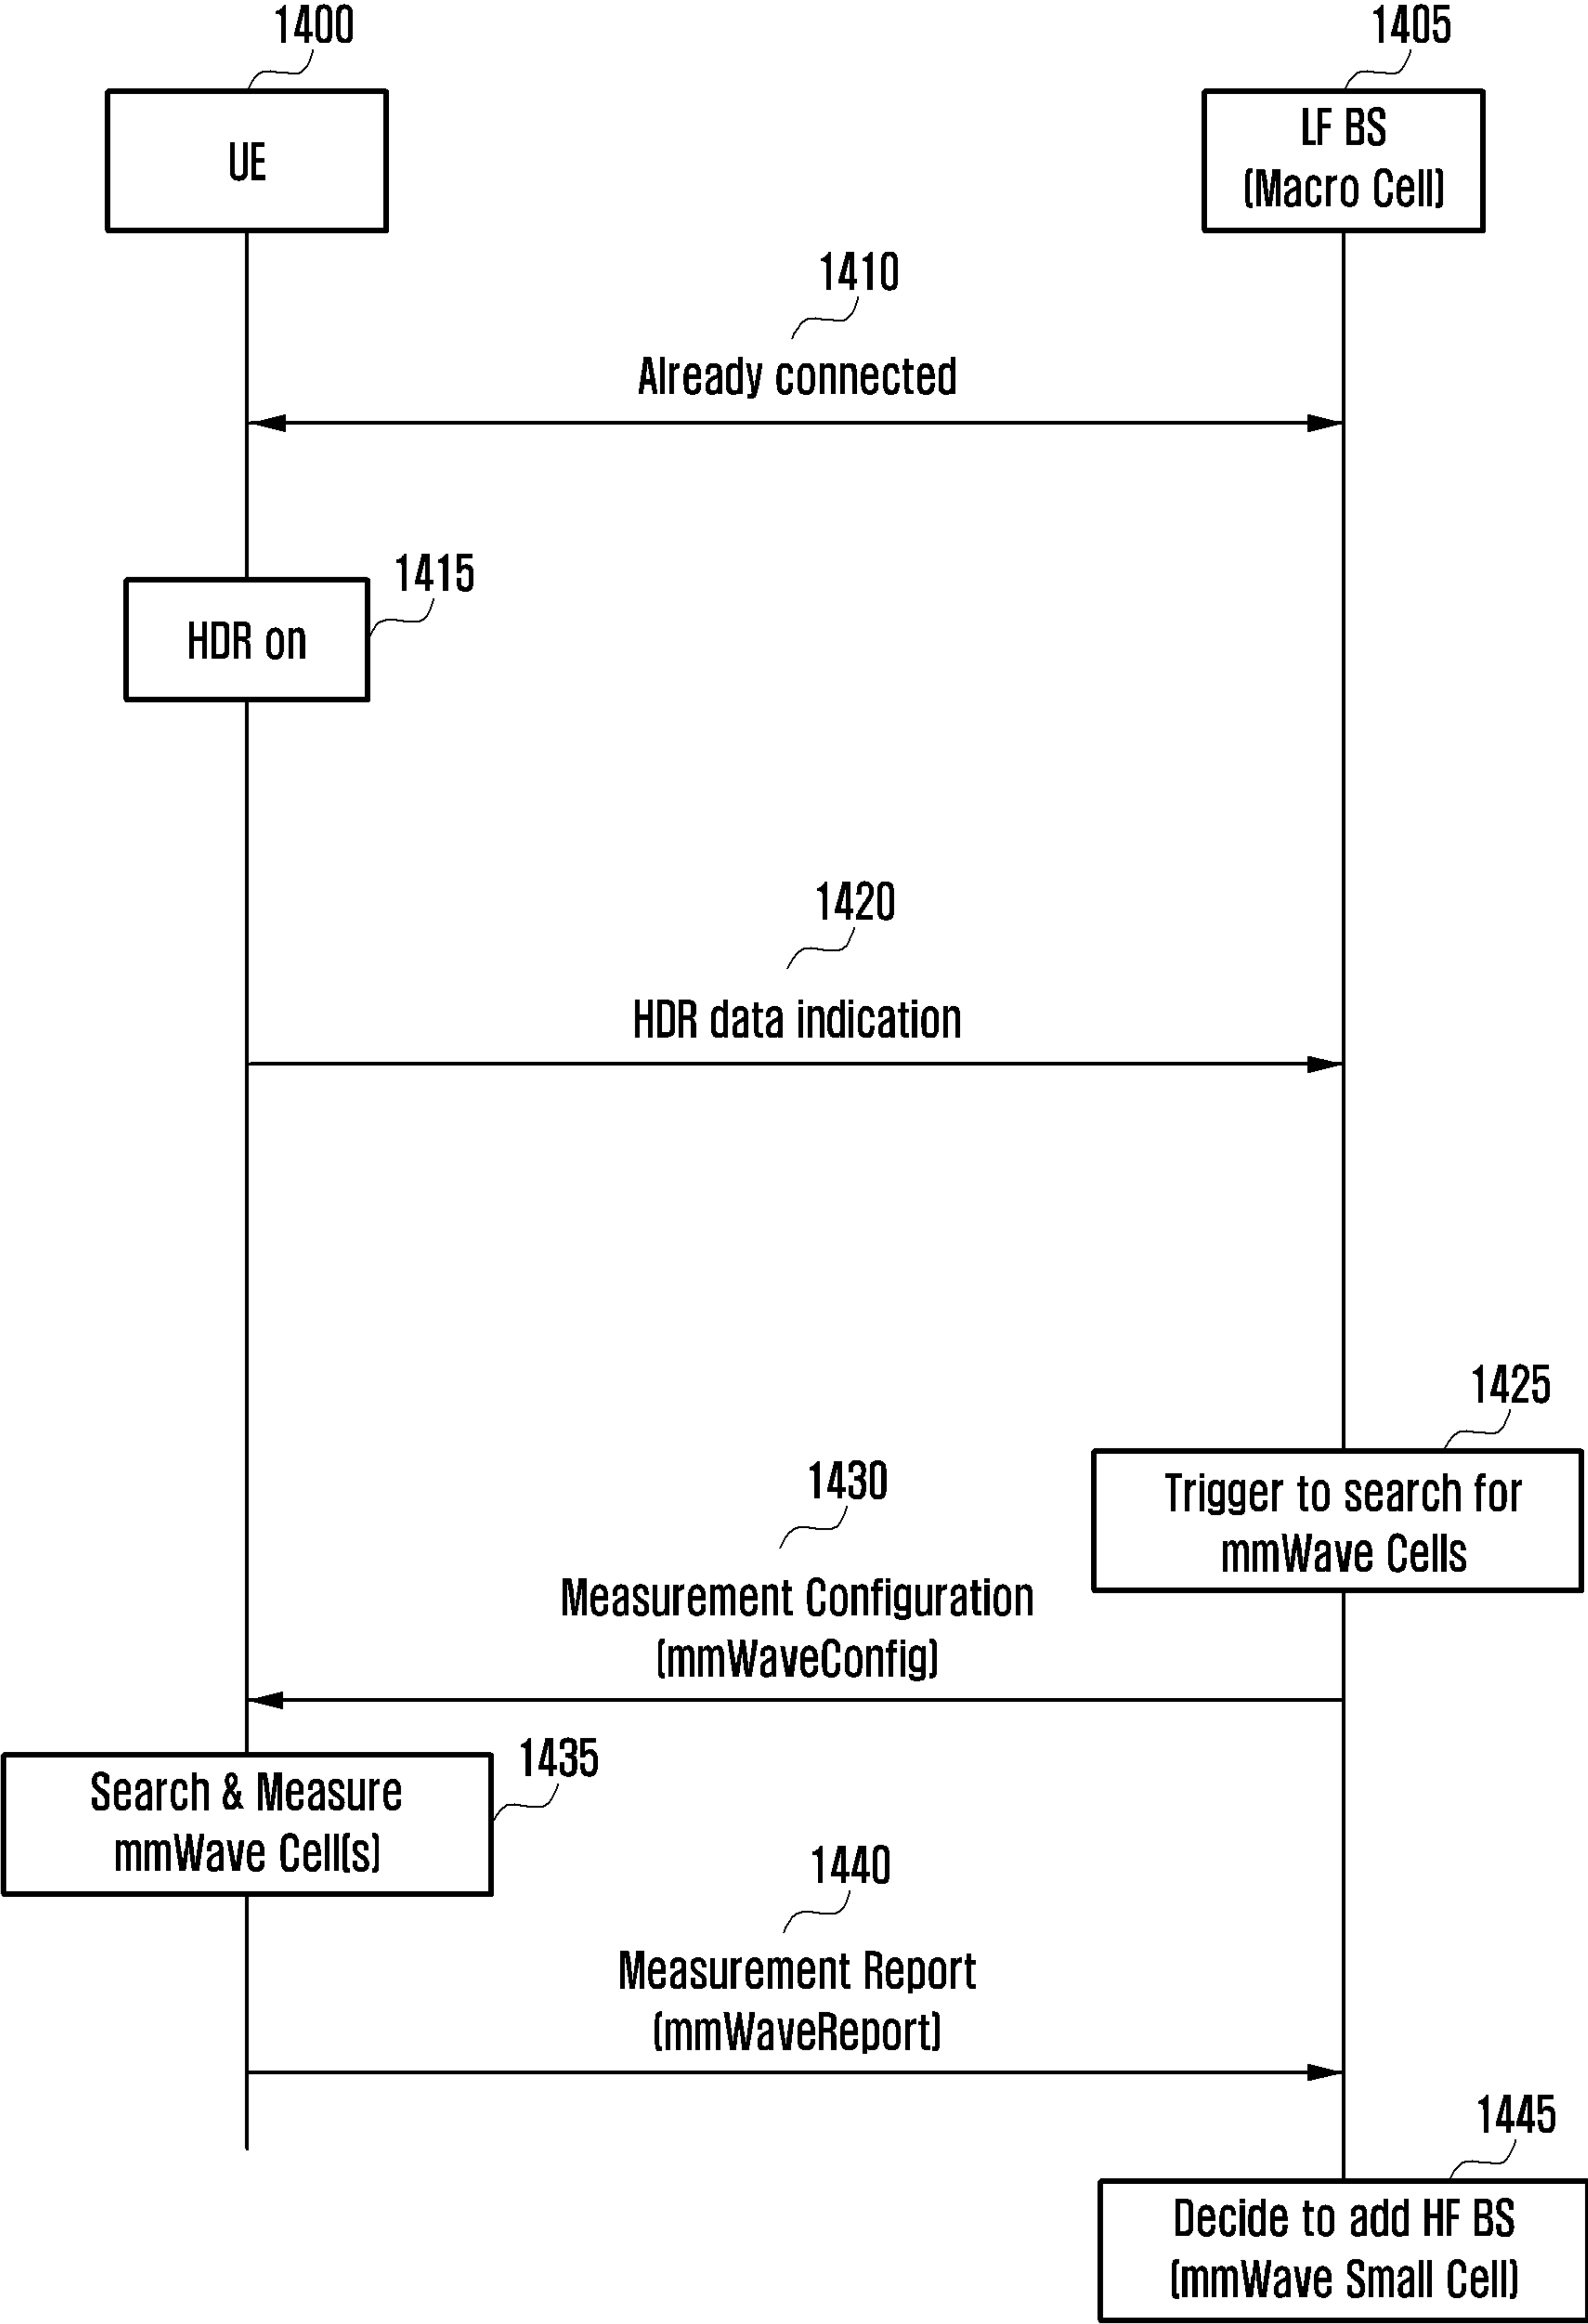 1400
1405
UE
LF BS
(Macro Cell)
1410
Already connected
1415
HDR on
1420
HDR data indication
1425
Trigger to search for
mmWave Cells
1430
Measurement Configuration
(mmWaveConfig)
1435
Search & Measure
mmWave Cell(s)
1440
Measurement Report
(mmWaveReport)
1445
Decide to add HF BS
(mmWave Small Cell)